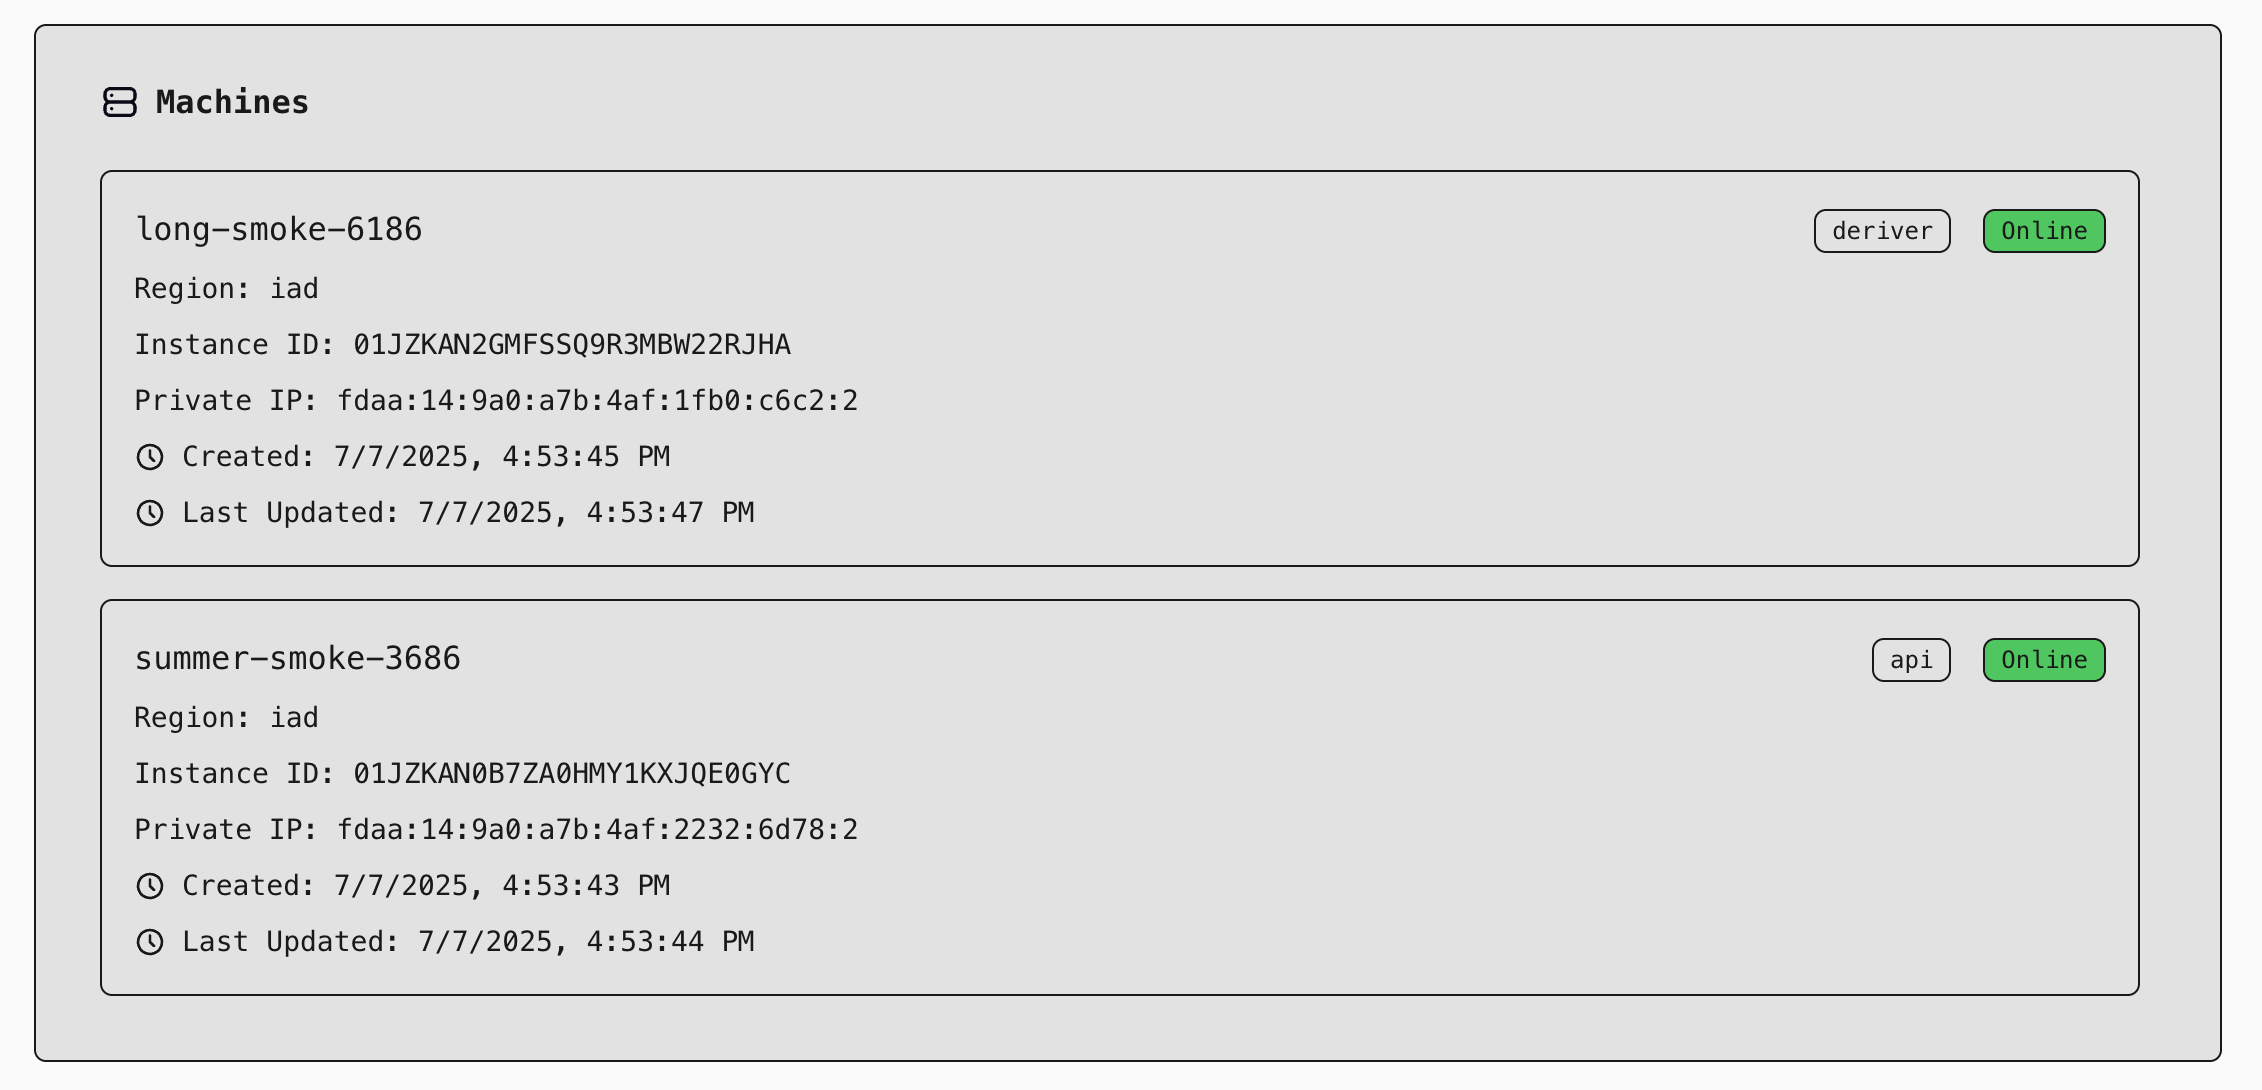 Machines
long-smoke-6186
deriver
Online
Region: iad
Instance ID: 01JZKAN2GMFSSQ9R3MBW22RJHA
Private IP: fdaa:14:9a0:a7b:4af:1fb0:c6c2:2
Created: 7/7/2025, 4:53:45 PM
Last Updated: 7/7/2025, 4:53:47 PM
summer-smoke-3686
api
Online
Region: iad
Instance ID: 01JZKAN0B7ZA0HMY1KXJQE0GYC
Private IP: fdaa:14:9a0:a7b:4af:2232:6d78:2
Created: 7/7/2025, 4:53:43 PM
Last Updated: 7/7/2025, 4:53:44 PM